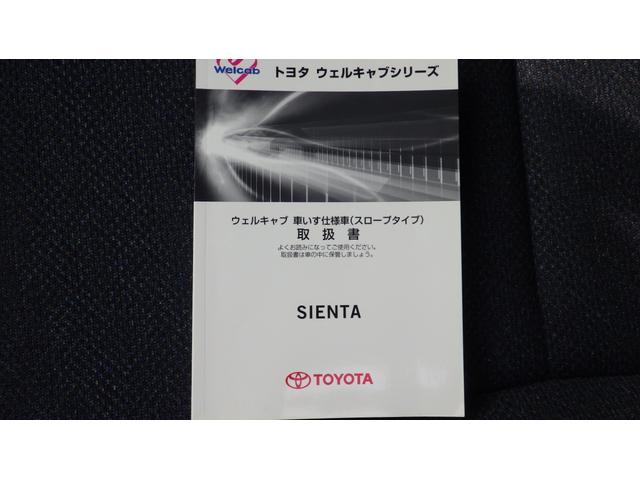 Welcab
トヨタ ウェルキャブシリーズ
ウェルキャブ 車いす仕様車(スロープタイプ)
取扱書
よくお読みになってご使用ください。
取扱書は車の中に保管しましょう。
SIENTA
TOYOTA